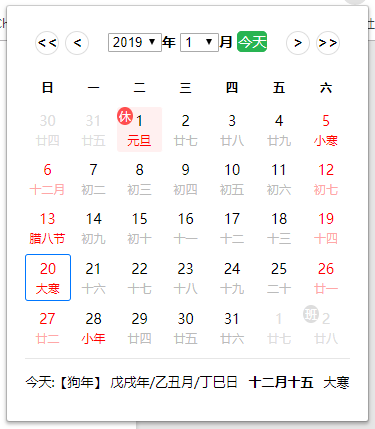 << < 2019 年 1 月 今天 > >>
日 一 二 三 四 五 六
30 31 休 1 2 3 4 5
廿四 廿五 元旦 廿七 廿八 廿九 小寒
6 7 8 9 10 11 12
十二月 初二 初三 初四 初五 初六 初七
13 14 15 16 17 18 19
腊八节 初九 初十 十一 十二 十三 十四
20 21 22 23 24 25 26
大寒 十六 十七 十八 十九 二十 廿一
27 28 29 30 31 1 班 2
廿二 小年 廿四 廿五 廿六 廿七 廿八
今天:【狗年】 戊戌年/乙丑月/丁巳日 十二月十五 大寒